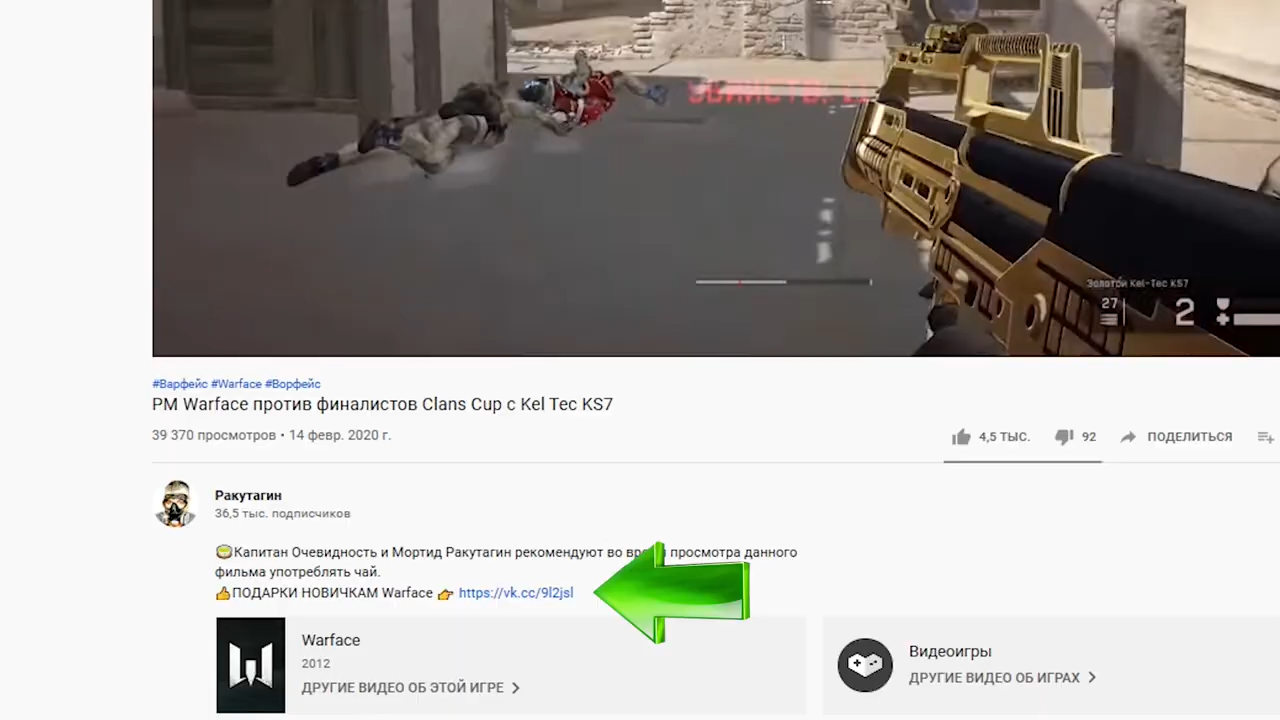 Золотой Kel-Tec KS7
27
2
#Варфейс #Warface #Ворфейс
РМ Warface против финалистов Clans Cup с Kel Tec KS7
39 370 просмотров • 14 февр. 2020 г.
4,5 ТЫС.
92
ПОДЕЛИТЬСЯ
Ракутагин
36,5 тыс. подписчиков
Капитан Очевидность и Мортид Ракутагин рекомендуют во просмотра данного
фильма употреблять чай.
ПОДАРКИ НОВИЧКАМ Warface https://vk.cc/9l2jsl
Warface
2012
ДРУГИЕ ВИДЕО ОБ ЭТОЙ ИГРЕ
Видеоигры
ДРУГИЕ ВИДЕО ОБ ИГРАХ